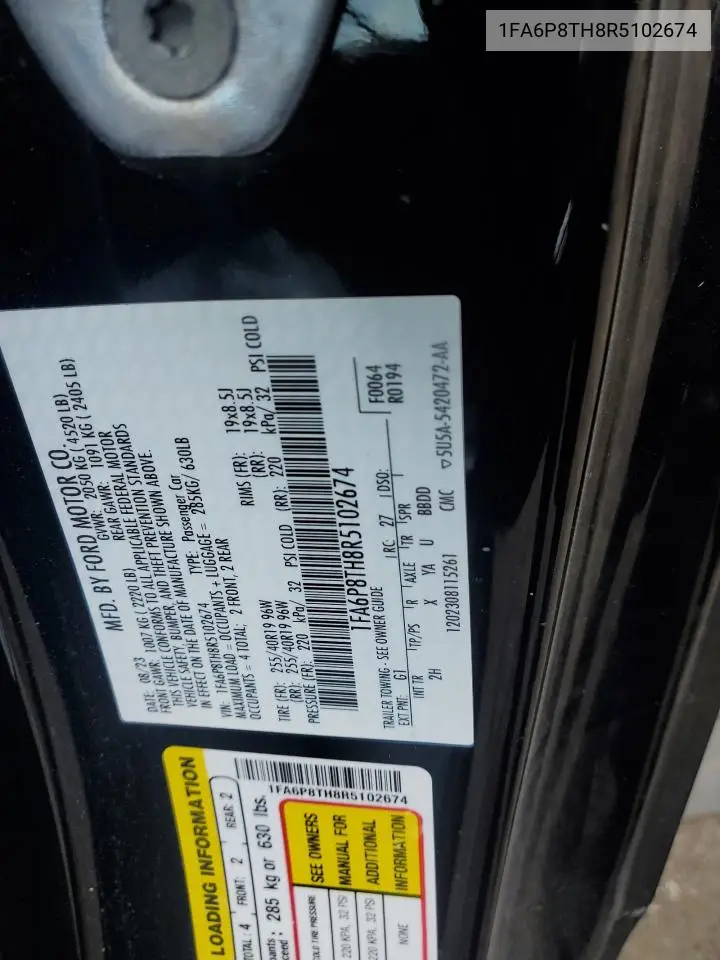 1FA6P8TH8R5102674
MFD. BY FORD MOTOR CO.
DATE: 08/23 GVWR: 2050 KG ( 4520 LB)
FRONT GAWR: 1007 KG ( 2220 LB) REAR GAWR: 1091 KG ( 2405 LB)
THIS VEHICLE CONFORMS TO ALL APPLICABLE FEDERAL MOTOR
VEHICLE SAFETY, BUMPER, AND THEFT PREVENTION STANDARDS
IN EFFECT ON THE DATE OF MANUFACTURE SHOWN ABOVE.
VIN: 1FA6P8TH8R5102674 TYPE: Passenger Car
MAXIMUM LOAD = OCCUPANTS + LUGGAGE = 285KG/ 630LB
OCCUPANTS = 4 TOTAL; 2 FRONT, 2 REAR
TIRE (FR): 255/40R19 96W RIMS (FR): 19x8.5J
(RR): 255/40R19 96W (RR): 19x8.5J
PRESSURE (FR): 220 kPa/ 32 PSI COLD (RR): 220 kPa/ 32 PSI COLD
1FA6P8TH8R5102674
F0064
R0194
TRAILER TOWING - SEE OWNER GUIDE
EXT PNT: G1 RC: 27 DSO:
INT TR TP/PS R AXLE TR SPR
2H X YA U BBDD
1202308115261 CMC ▽5U5A-5420472-AA
LOADING INFORMATION
TOTAL: 4 FRONT: 2 REAR: 2
285 kg or 630 lbs.
1FA6P8TH8R5102674
COLD TIRE PRESSURE
220 KPA, 32 PSI
220 KPA, 32 PSI
NONE
SEE OWNERS
MANUAL FOR
ADDITIONAL
INFORMATION